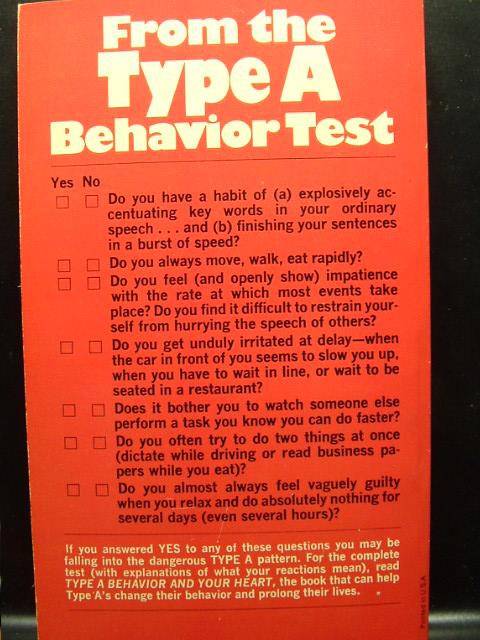 From the
Type A
Behavior Test
Yes No
Do you have a habit of (a) explosively ac-
centuating key words in your ordinary
speech . . . and (b) finishing your sentences
in a burst of speed?
Do you always move, walk, eat rapidly?
Do you feel (and openly show) impatience
with the rate at which most events take
place? Do you find it difficult to restrain your-
self from hurrying the speech of others?
Do you get unduly irritated at delay—when
the car in front of you seems to slow you up,
when you have to wait in line, or wait to be
seated in a restaurant?
Does it bother you to watch someone else
perform a task you know you can do faster?
Do you often try to do two things at once
(dictate while driving or read business pa-
pers while you eat)?
Do you almost always feel vaguely guilty
when you relax and do absolutely nothing for
several days (even several hours)?
If you answered YES to any of these questions you may be
falling into the dangerous TYPE A pattern. For the complete
test (with explanations of what your reactions mean), read
TYPE A BEHAVIOR AND YOUR HEART, the book that can help
Type A's change their behavior and prolong their lives.
Printed in U.S.A.